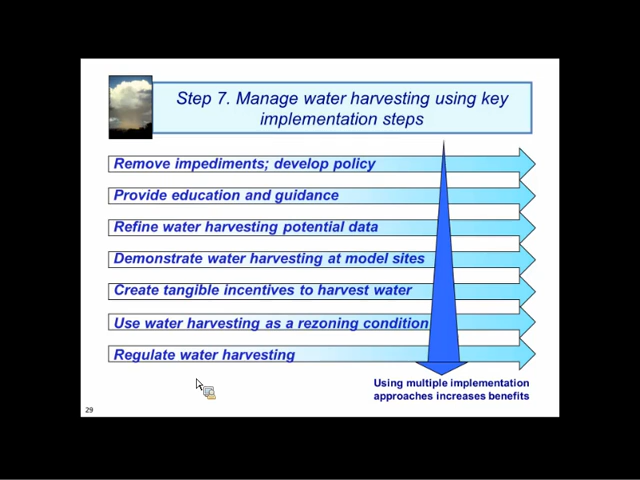 Step 7. Manage water harvesting using key
implementation steps
Remove impediments; develop policy
Provide education and guidance
Refine water harvesting potential data
Demonstrate water harvesting at model sites
Create tangible incentives to harvest water
Use water harvesting as a rezoning condition
Regulate water harvesting
Using multiple implementation
approaches increases benefits
29